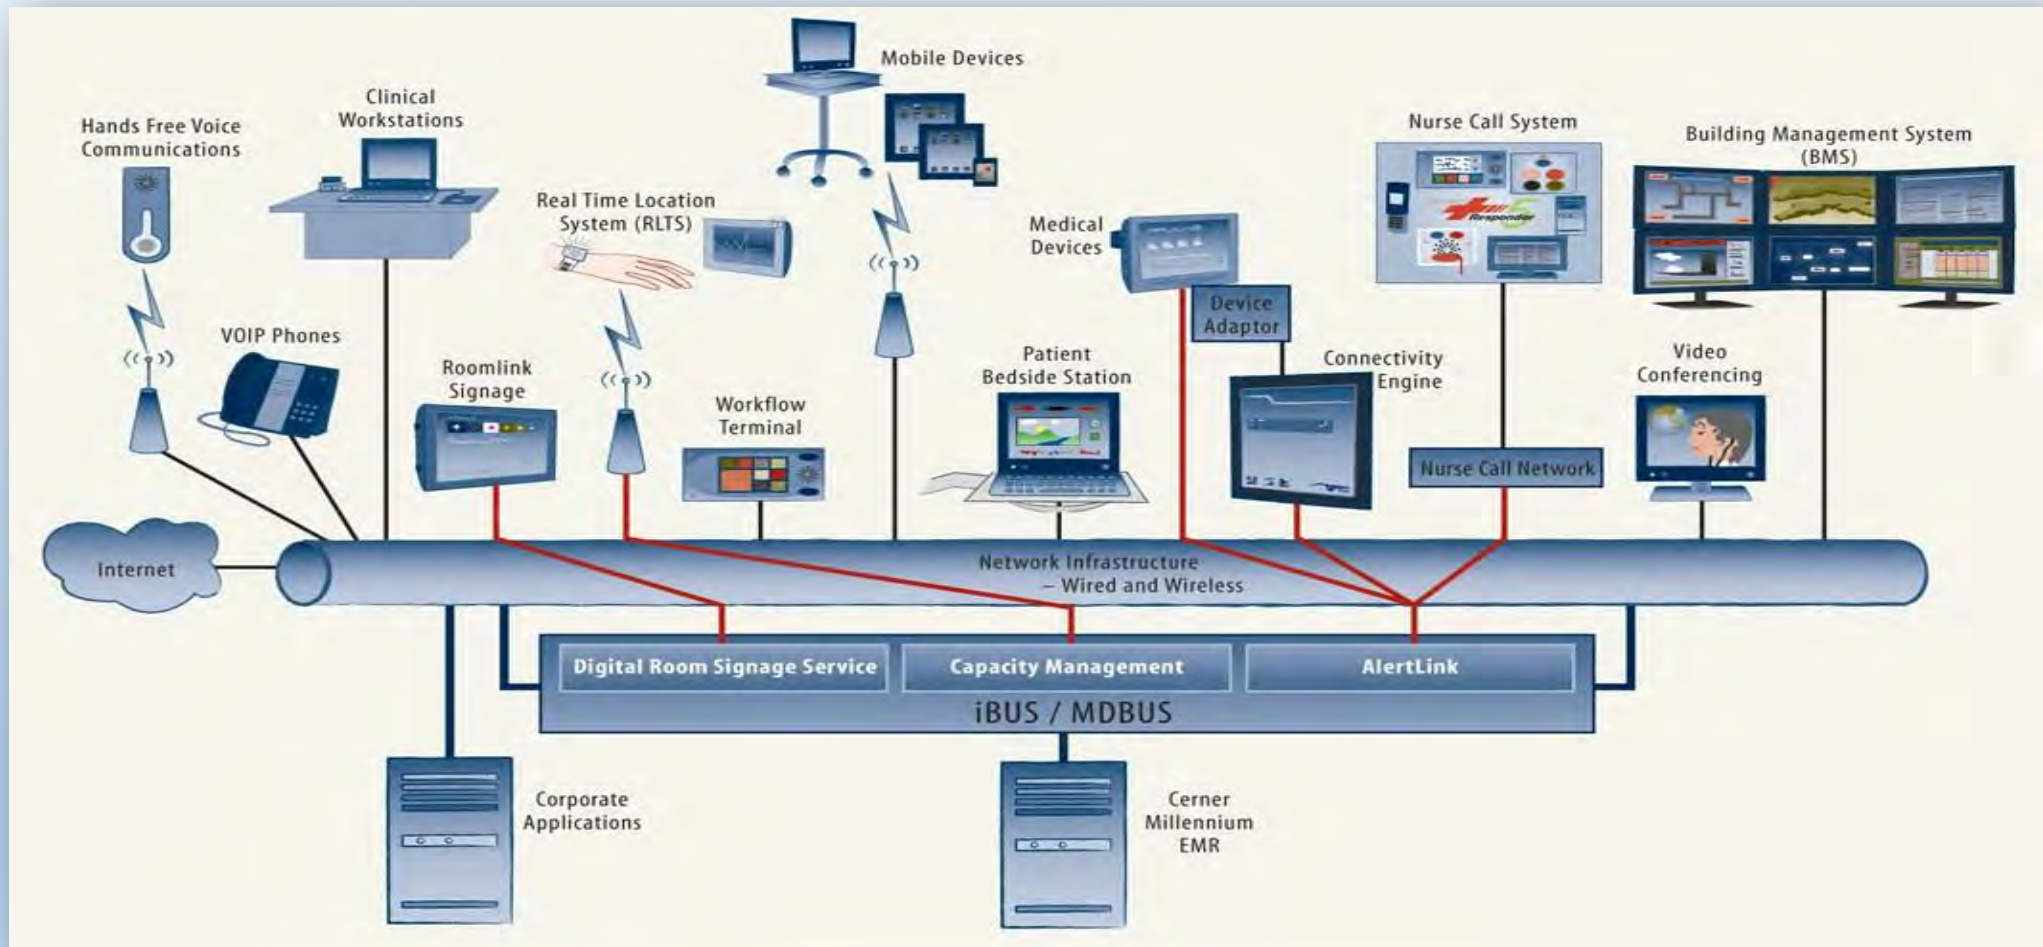 Mobile Devices
Clinical
Workstations
Hands Free Voice
Communications
Nurse Call System
Building Management System
(BMS)
Real Time Location
System (RLTS)
Medical
Devices
Responder
5
Device
Adaptor
VOIP Phones
Roomlink
Signage
Workflow
Terminal
Patient
Bedside Station
Connectivity
Engine
Video
Conferencing
Nurse Call Network
Internet
Network Infrastructure
– Wired and Wireless
Digital Room Signage Service
Capacity Management
AlertLink
iBUS / MDBUS
Corporate
Applications
Cerner
Millennium
EMR